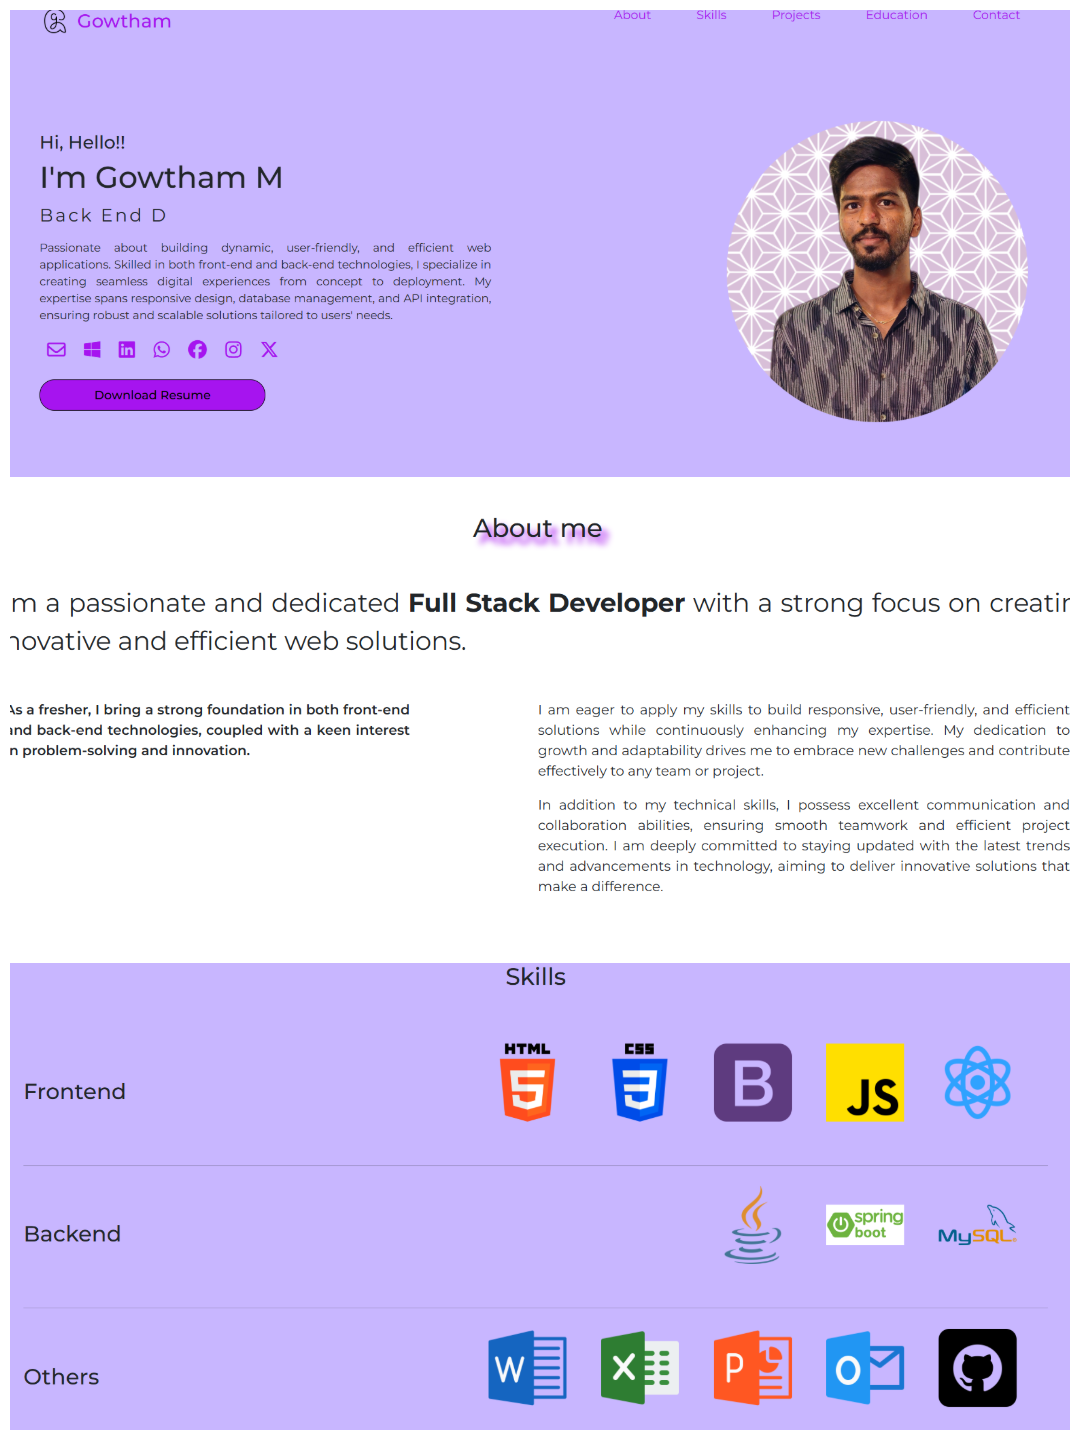 Gowtham
About Skills Projects Education Contact
Hi, Hello!!
I'm Gowtham M
Back End D
Passionate about building dynamic, user-friendly, and efficient web
applications. Skilled in both front-end and back-end technologies, I specialize in
creating seamless digital experiences from concept to deployment. My
expertise spans responsive design, database management, and API integration,
ensuring robust and scalable solutions tailored to users' needs.
Download Resume
About me
m a passionate and dedicated Full Stack Developer with a strong focus on creatin
novative and efficient web solutions.
As a fresher, I bring a strong foundation in both front-end
and back-end technologies, coupled with a keen interest
n problem-solving and innovation.
I am eager to apply my skills to build responsive, user-friendly, and efficient
solutions while continuously enhancing my expertise. My dedication to
growth and adaptability drives me to embrace new challenges and contribute
effectively to any team or project.
In addition to my technical skills, I possess excellent communication and
collaboration abilities, ensuring smooth teamwork and efficient project
execution. I am deeply committed to staying updated with the latest trends
and advancements in technology, aiming to deliver innovative solutions that
make a difference.
Skills
Frontend
HTML
5
CSS
3
B
JS
Backend
spring
boot
MySQL
Others
W
X
P
O